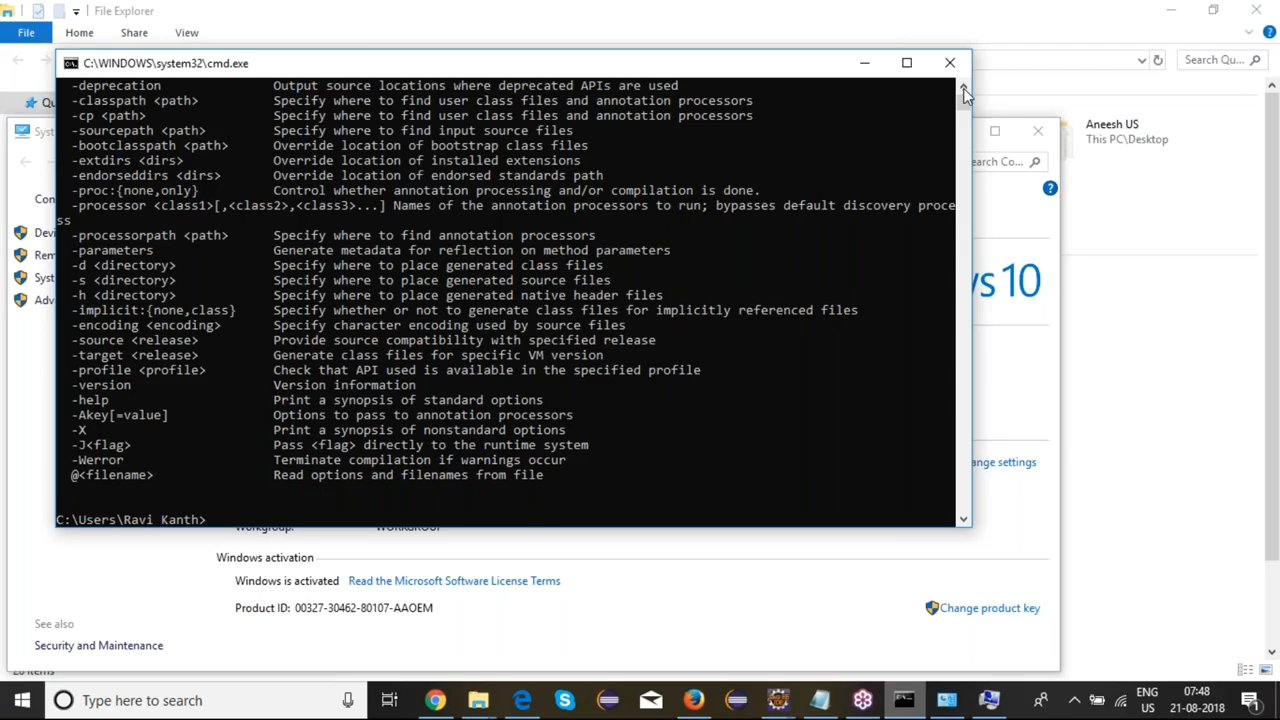 File Explorer
File
Home
Share
View
Search Qu...
C:\WINDOWS\system32\cmd.exe
-deprecation Output source locations where deprecated APIs are used
-classpath <path> Specify where to find user class files and annotation processors
-cp <path> Specify where to find user class files and annotation processors
-sourcepath <path> Specify where to find input source files
-bootclasspath <path> Override location of bootstrap class files
-extdirs <dirs> Override location of installed extensions
-endorseddirs <dirs> Override location of endorsed standards path
-proc:{none,only} Control whether annotation processing and/or compilation is done.
-processor <class1>[,<class2>,<class3>...] Names of the annotation processors to run; bypasses default discovery proce
ss
-processorpath <path> Specify where to find annotation processors
-parameters Generate metadata for reflection on method parameters
-d <directory> Specify where to place generated class files
-s <directory> Specify where to place generated source files
-h <directory> Specify where to place generated native header files
-implicit:{none,class} Specify whether or not to generate class files for implicitly referenced files
-encoding <encoding> Specify character encoding used by source files
-source <release> Provide source compatibility with specified release
-target <release> Generate class files for specific VM version
-profile <profile> Check that API used is available in the specified profile
-version Version information
-help Print a synopsis of standard options
-Akey[=value] Options to pass to annotation processors
-X Print a synopsis of nonstandard options
-J<flag> Pass <flag> directly to the runtime system
-Werror Terminate compilation if warnings occur
@<filename> Read options and filenames from file
C:\Users\Ravi Kanth>
Qu
Syst
Con
Devi
Rem
Syst
Adv
Aneesh US
This PC\Desktop
earch Co...
ws 10
ange settings
Workgroup: WORKGROUP
Windows activation
Windows is activated Read the Microsoft Software License Terms
Product ID: 00327-30462-80107-AAOEM
Change product key
See also
Security and Maintenance
Type here to search
ENG
US
07:48
21-08-2018
1